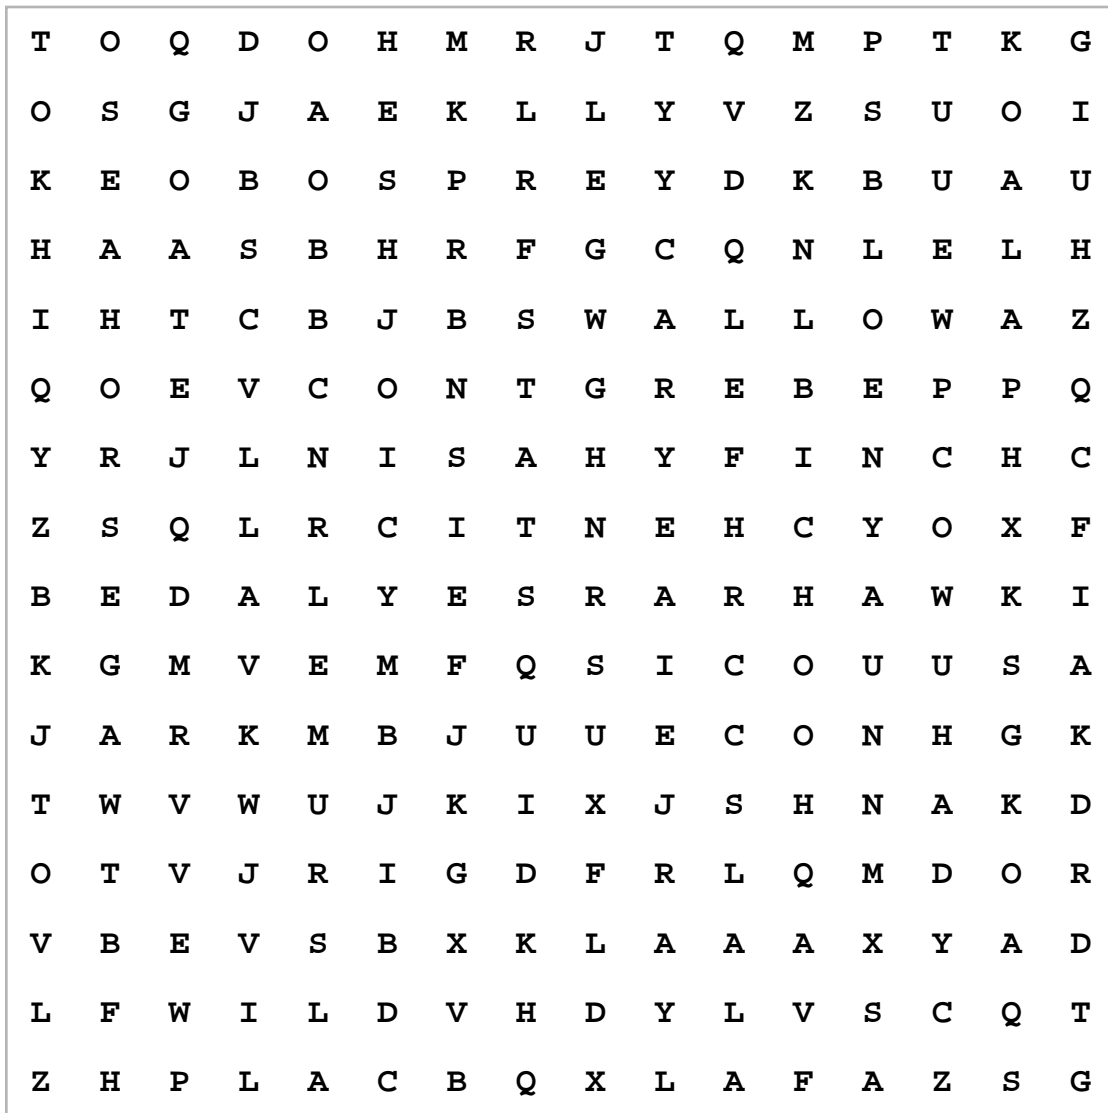 T O Q D O H M R J T Q M P T K G
O S G J A E K L L Y V Z S U O I
K E O B O S P R E Y D K B U A U
H A A S B H R F G C Q N L E L H
I H T C B J B S W A L L O W A Z
Q O E V C O N T G R E B E P P Q
Y R J L N I S A H Y F I N C H C
Z S Q L R C I T N E H C Y O X F
B E D A L Y E S R A R H A W K I
K G M V E M F Q S I C O U U S A
J A R K M B J U U E C O N H G K
T W V W U J K I X J S H N A K D
O T V J R I G D F R L Q M D O R
V B E V S B X K L A A A X Y A D
L F W I L D V H D Y L V S C Q T
Z H P L A C B Q X L A F A Z S G